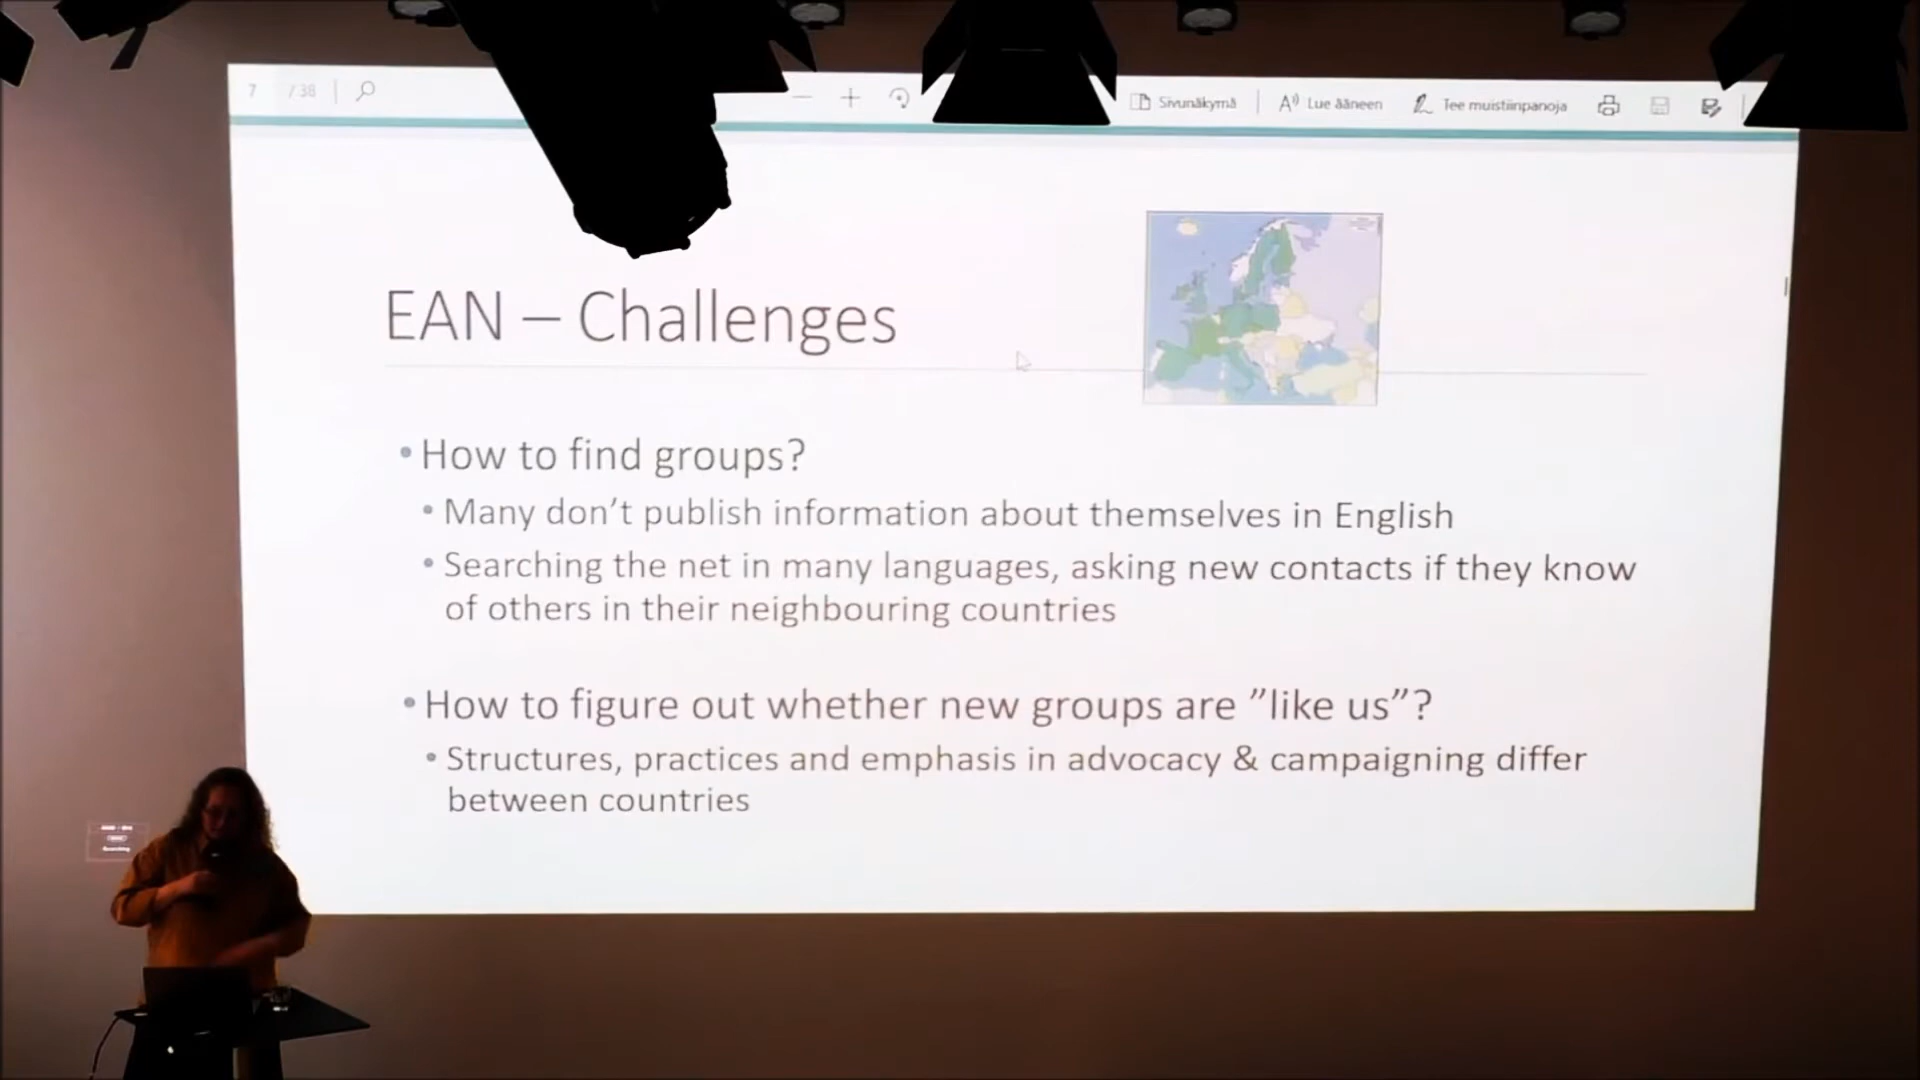 7 / 38
Sivunäkymä
Lue ääneen
Tee muistiinpanoja
EAN – Challenges
• How to find groups?
• Many don’t publish information about themselves in English
• Searching the net in many languages, asking new contacts if they know
of others in their neighbouring countries
• How to figure out whether new groups are ”like us”?
• Structures, practices and emphasis in advocacy & campaigning differ
between countries